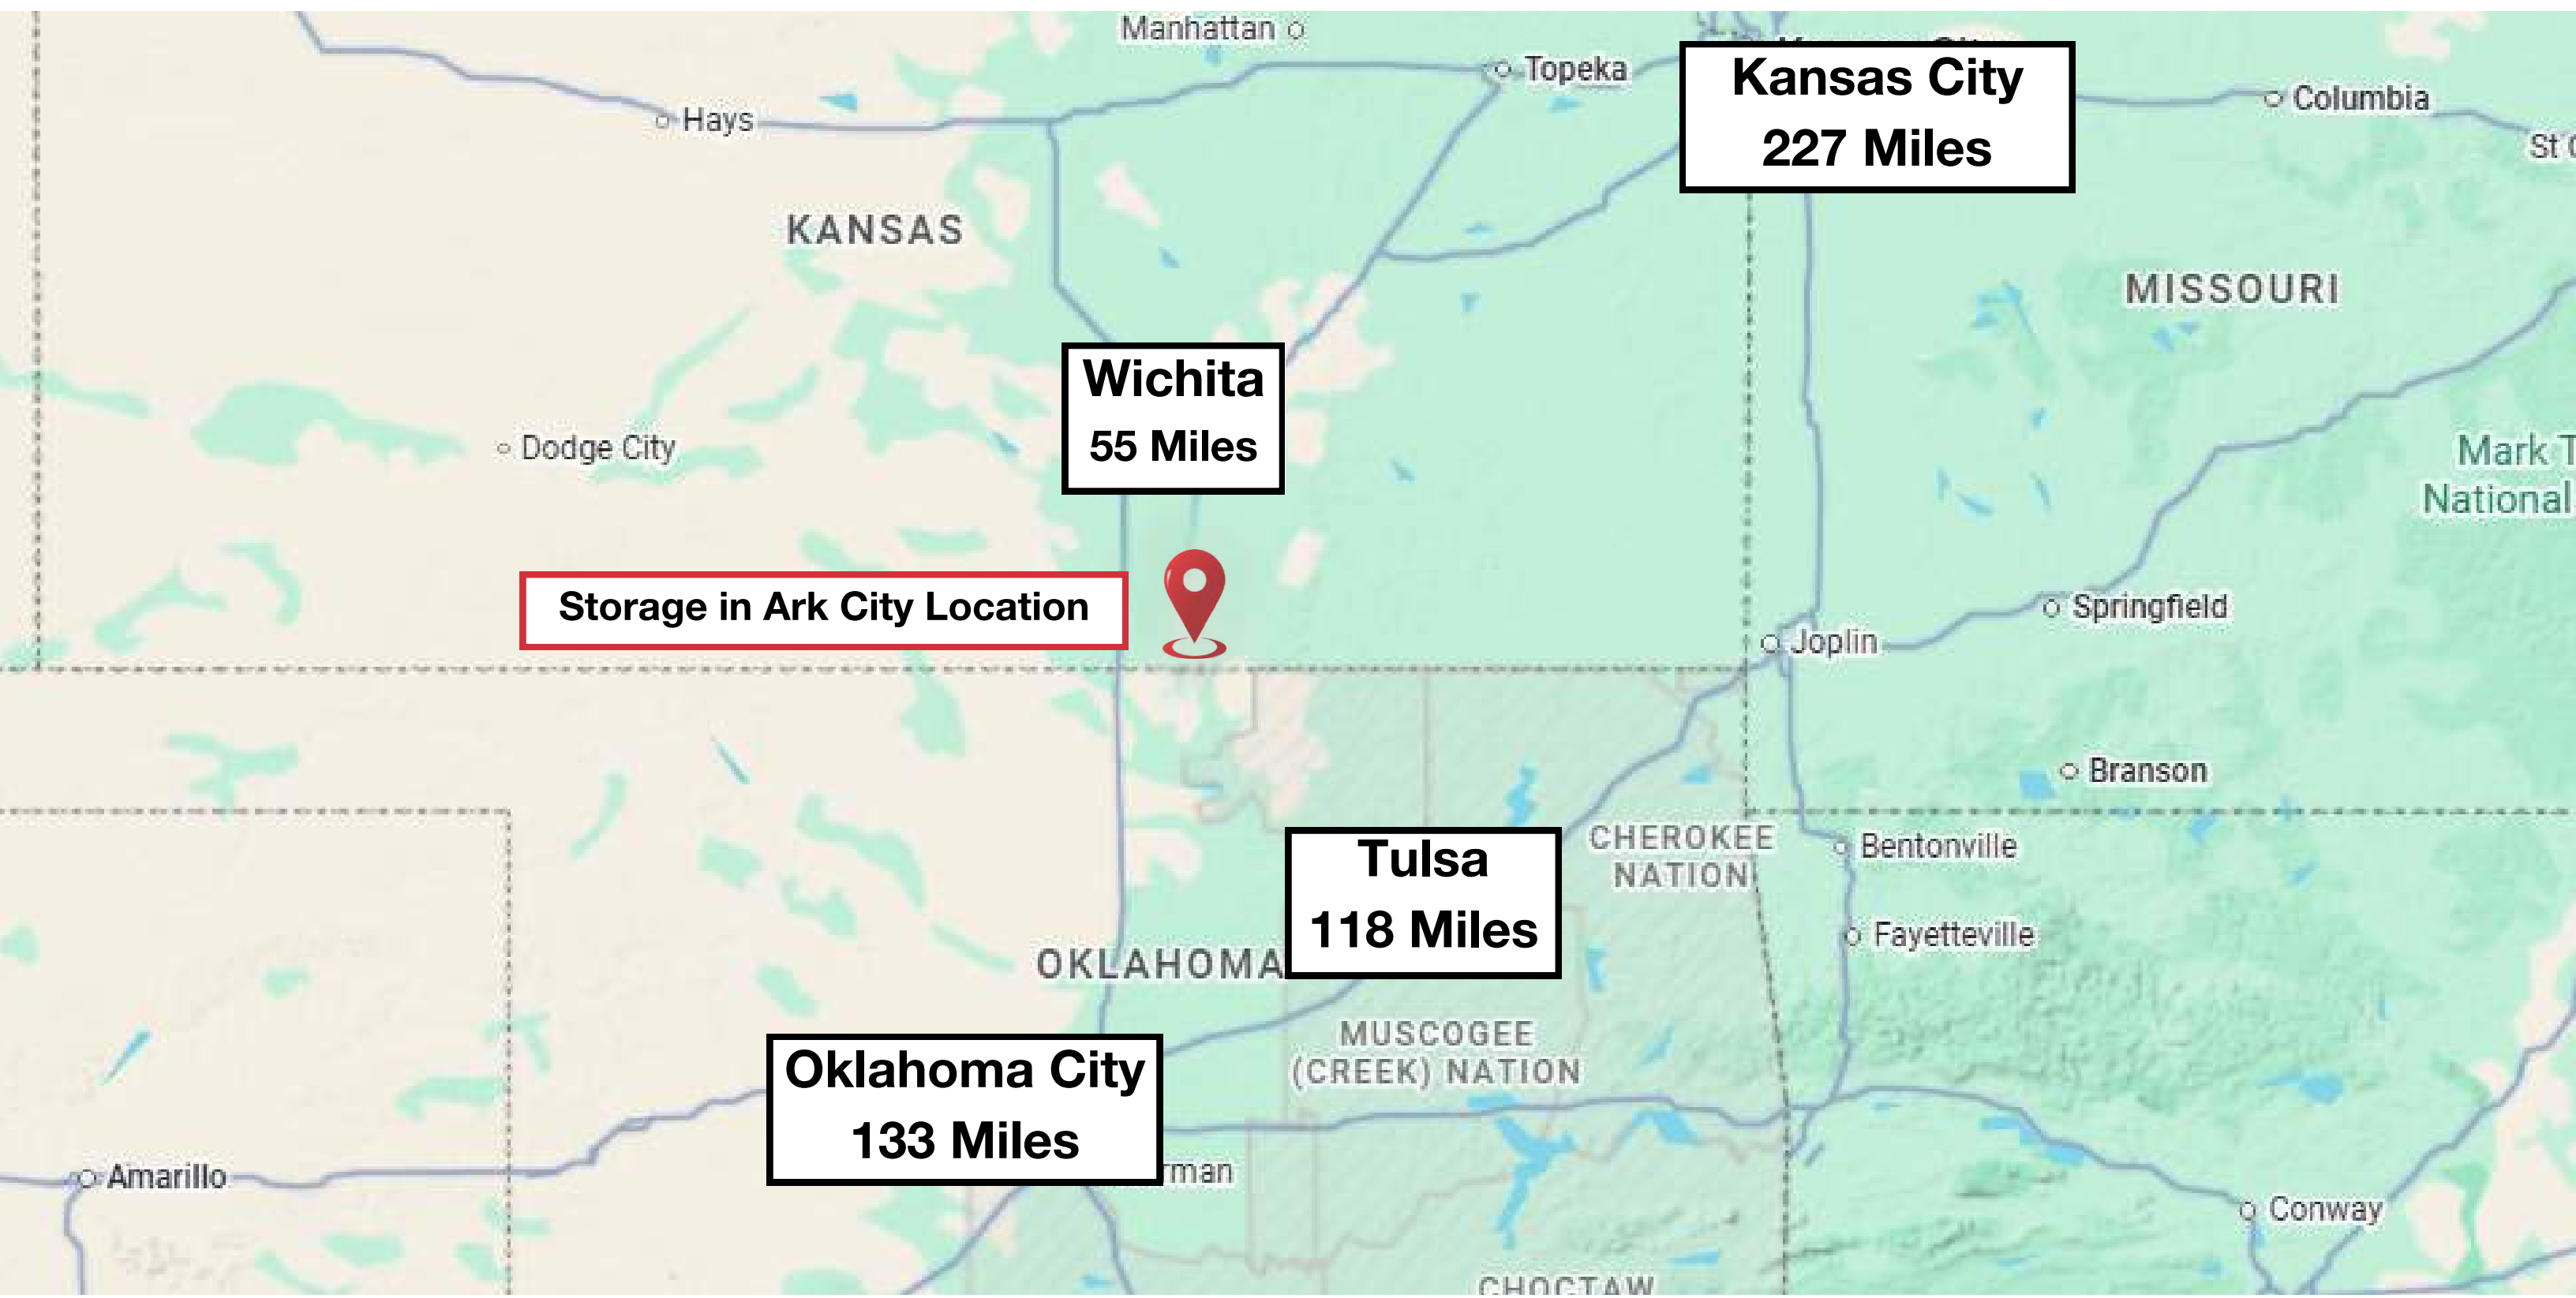 Manhattan
Topeka
Kansas City
227 Miles
Columbia
Hays
KANSAS
MISSOURI
Wichita
55 Miles
Dodge City
Mark
National
Storage in Ark City Location
Springfield
Joplin
Branson
Tulsa
118 Miles
CHEROKEE
NATION
Bentonville
Fayetteville
OKLAHOMA
MUSCOGEE
(CREEK) NATION
Oklahoma City
133 Miles
rman
Amarillo
Conway
CHOCTAW